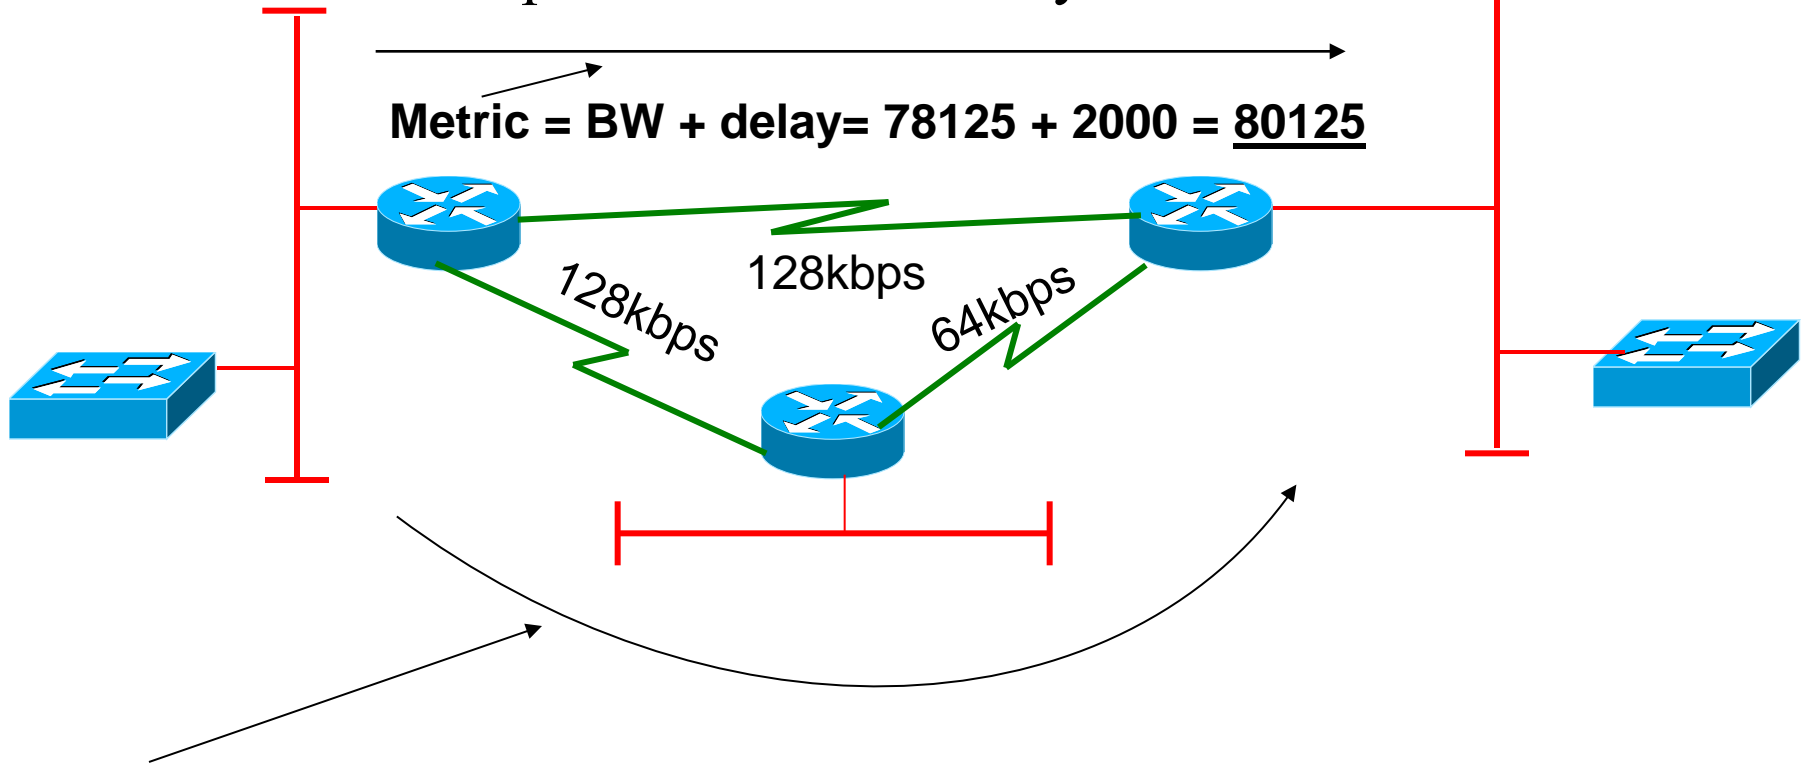 Metric = BW + delay= 78125 + 2000 = 80125
128kbps
128kbps
64kbps